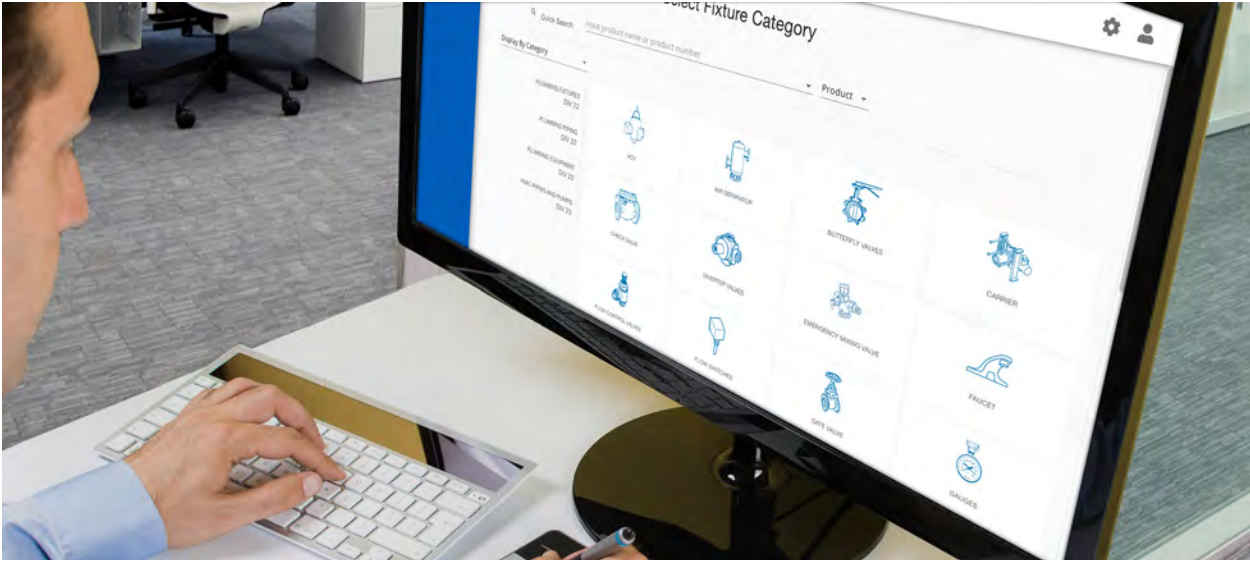 Select Fixture Category
Quick Search
Input product name or product number
Product
Display By Category
PLUMBING FIXTURES
DIV 22
PLUMBING PIPING
DIV 22
PLUMBING EQUIPMENT
DIV 22
HVAC PIPING AND PUMPS
DIV 23
AIR SEPARATOR
BUTTERFLY VALVES
CARRIER
CHECK VALVE
DIVERTER VALVES
EMERGENCY MIXING VALVE
FAUCET
FLOW CONTROL VALVES
FLOW SWITCHES
GATE VALVE
GAUGES